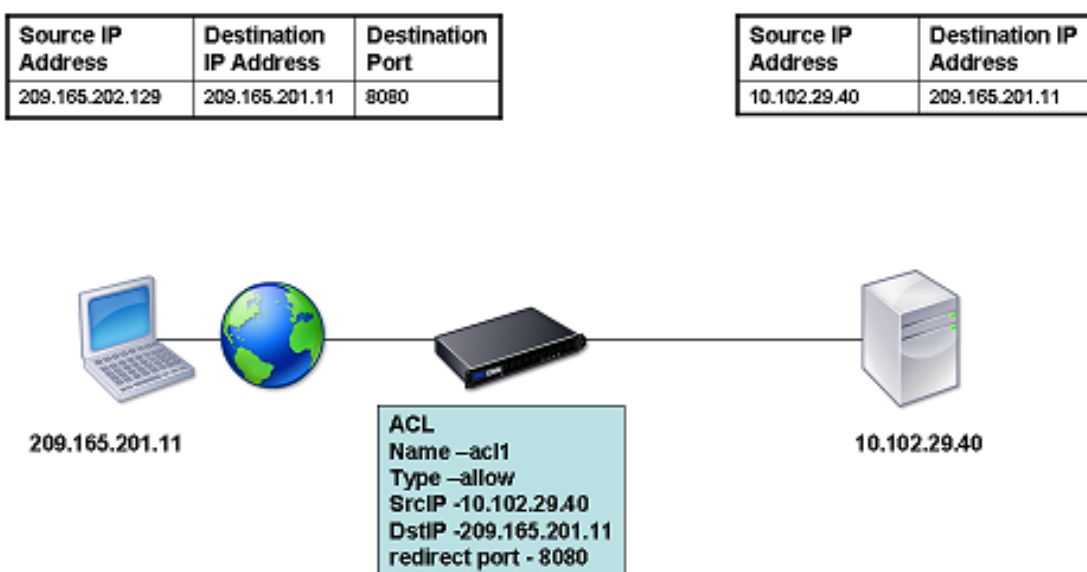 Source IP Address
Destination IP Address
Destination Port
209.165.202.129
209.165.201.11
8080
Source IP Address
Destination IP Address
10.102.29.40
209.165.201.11
209.165.201.11
10.102.29.40
ACL
Name –acl1
Type –allow
SrcIP -10.102.29.40
DstIP -209.165.201.11
redirect port - 8080